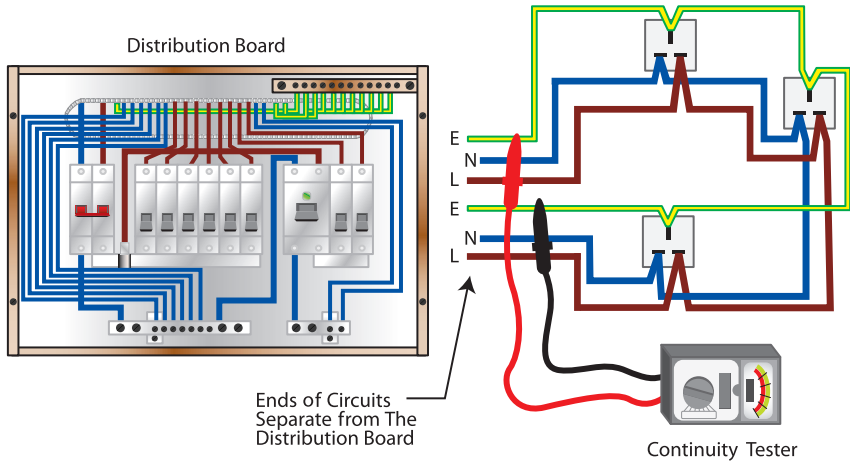 Distribution Board
E
N
L
E
N
L
Ends of Circuits
Separate from The
Distribution Board
Continuity Tester